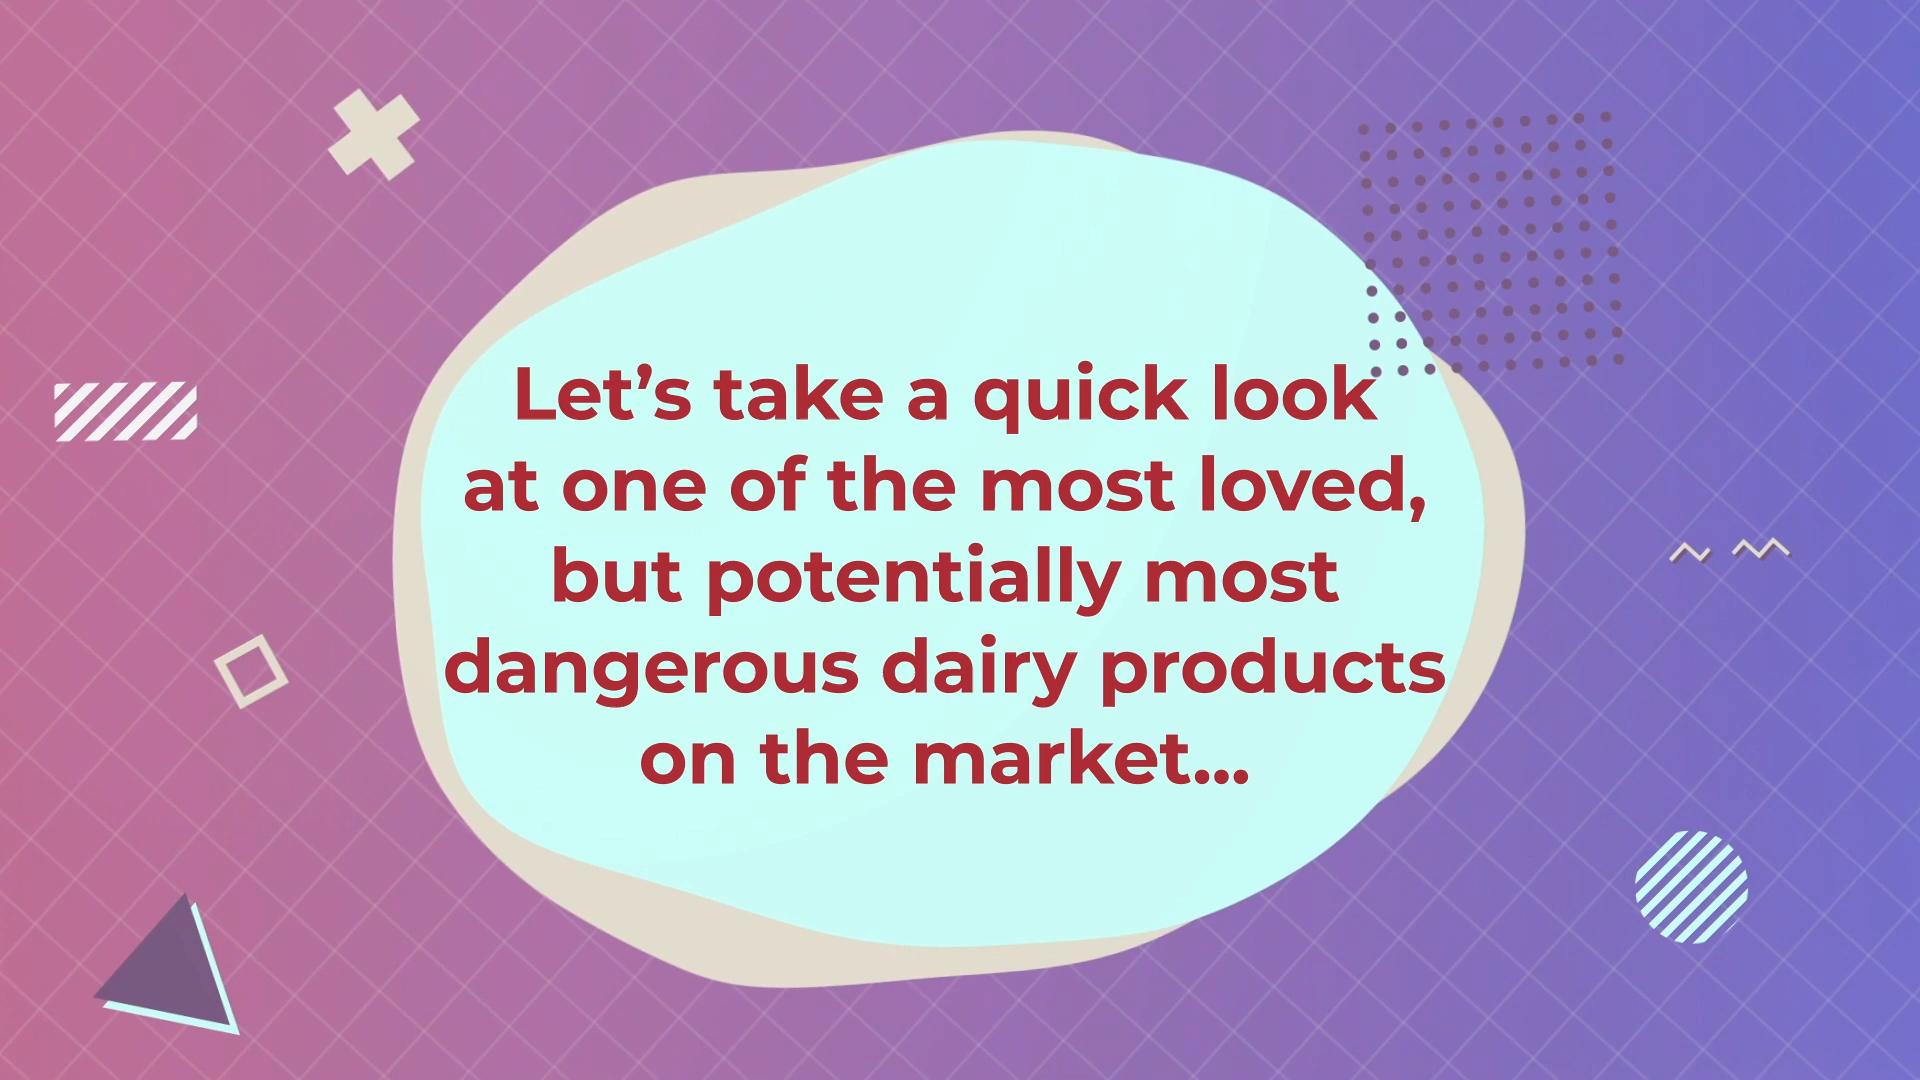 Let’s take a quick look
at one of the most loved,
but potentially most
dangerous dairy products
on the market...